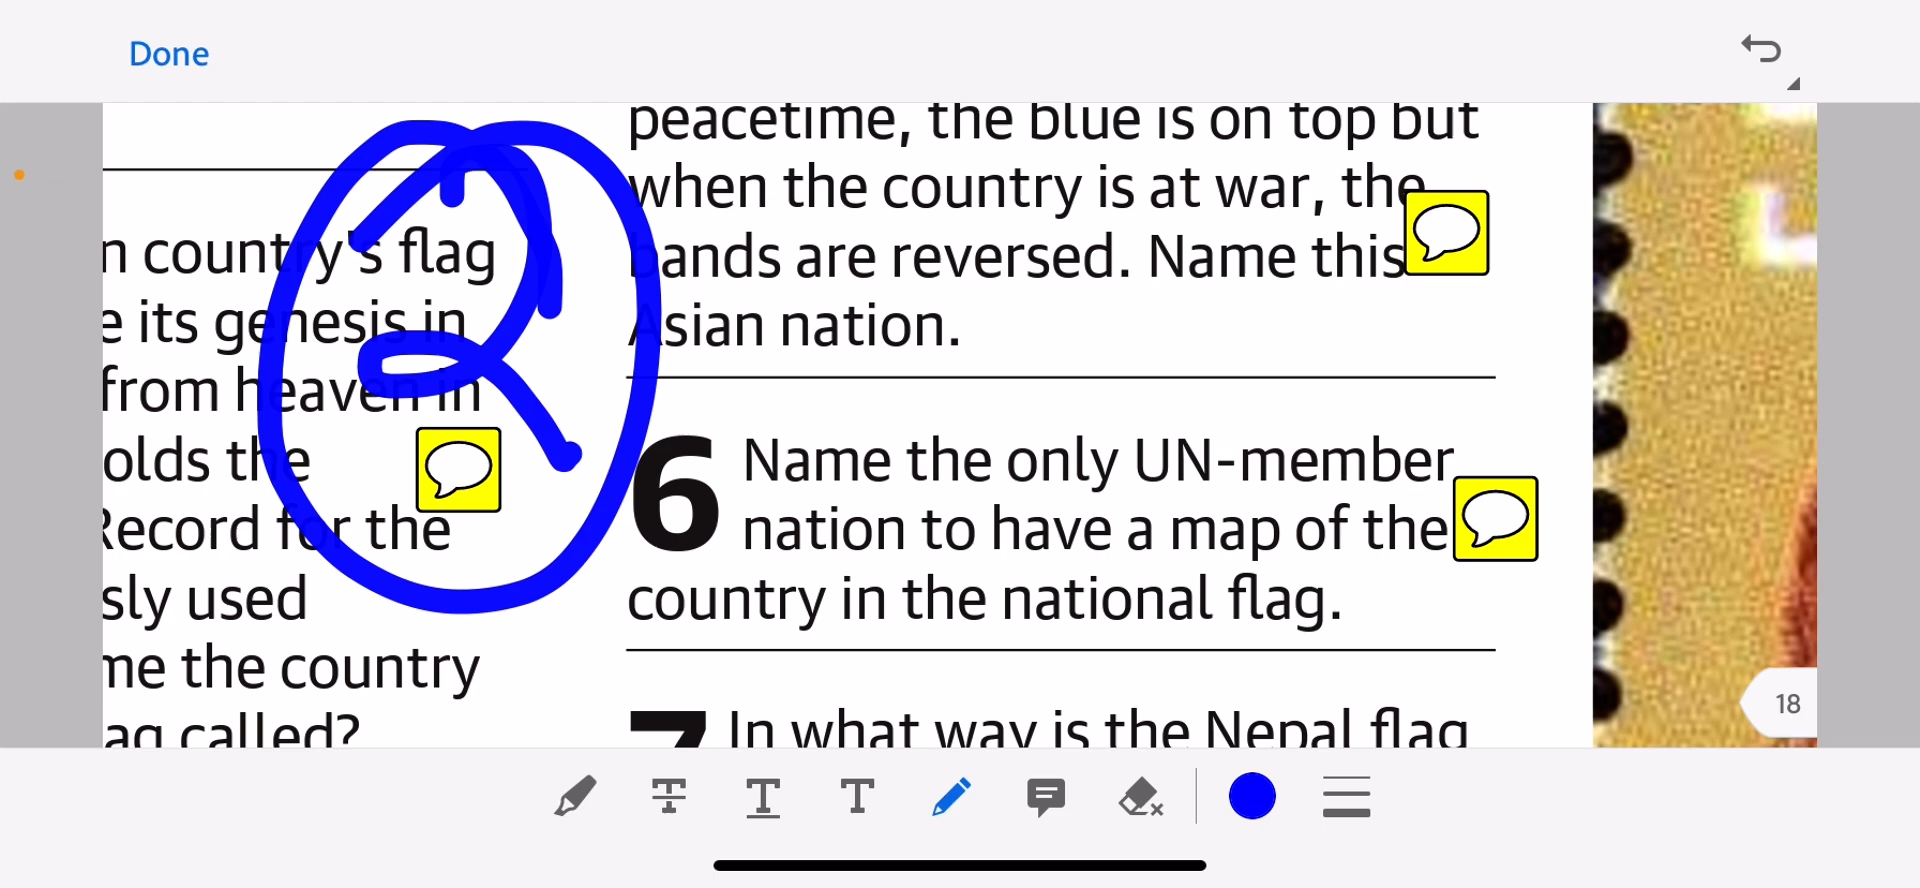 Done
n country's flag
e its genesis in
from heaven in
olds the
Record for the
sly used
me the country
ag called?
peacetime, the blue is on top but
when the country is at war, the
bands are reversed. Name this
Asian nation.
6 Name the only UN-member
nation to have a map of the
country in the national flag.
7 In what way is the Nepal flag
2
18